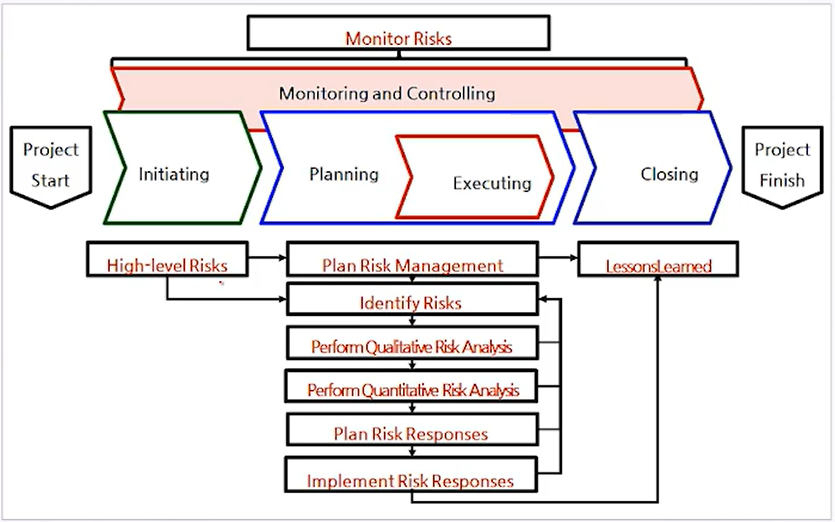 Monitor Risks
Monitoring and Controlling
Project
Start
Initiating
Planning
Executing
Closing
Project
Finish
High-level Risks
Plan Risk Management
LessonsLearned
Identify Risks
Perform Qualitative Risk Analysis
Perform Quantitative Risk Analysis
Plan Risk Responses
Implement Risk Responses